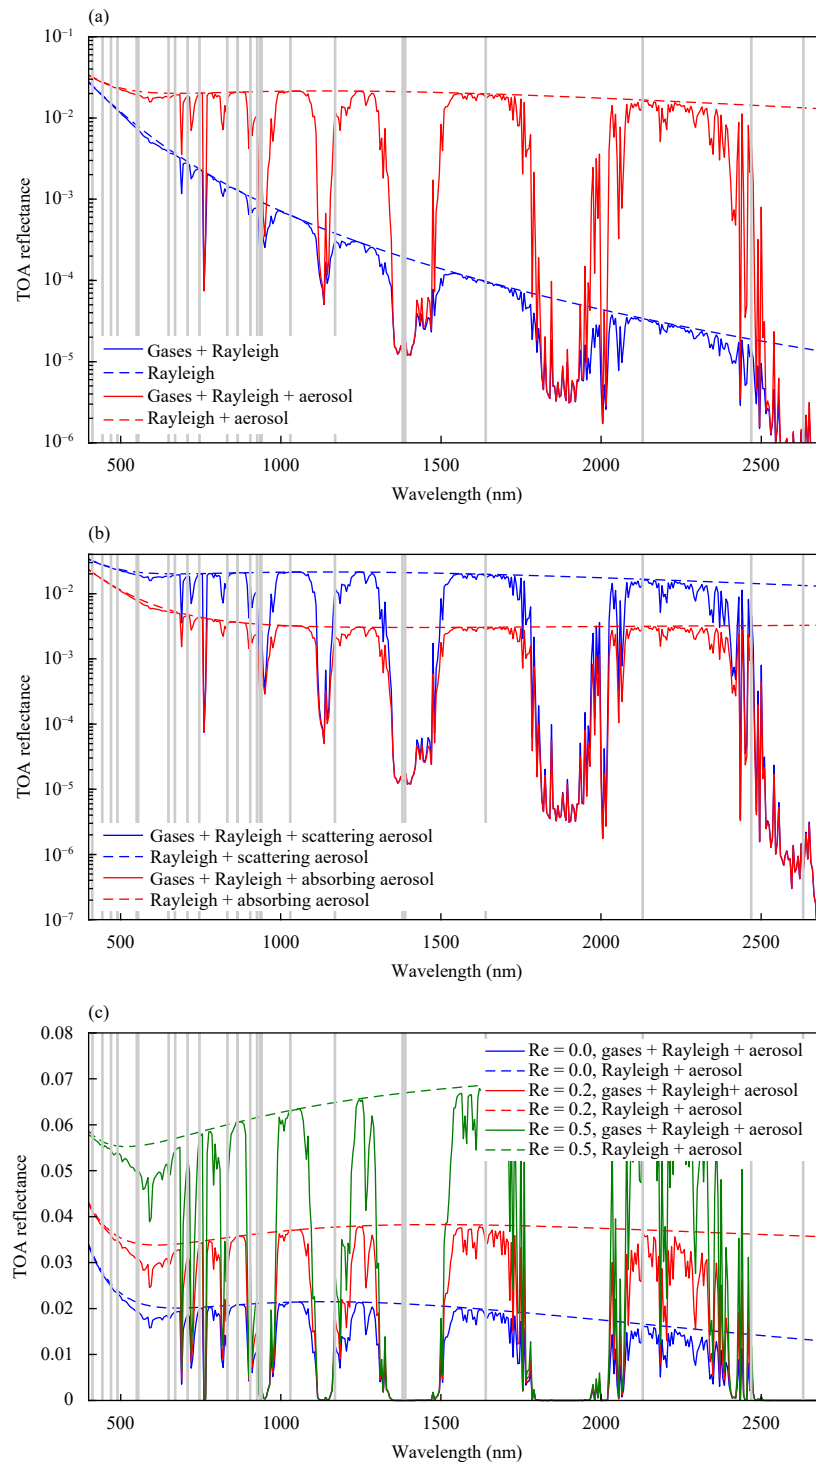 (a)
10⁻¹
10⁻²
10⁻³
10⁻⁴
10⁻⁵
10⁻⁶
TOA reflectance
Gases + Rayleigh
Rayleigh
Gases + Rayleigh + aerosol
Rayleigh + aerosol
500 1000 1500 2000 2500
Wavelength (nm)
(b)
10⁻²
10⁻³
10⁻⁴
10⁻⁵
10⁻⁶
10⁻⁷
TOA reflectance
Gases + Rayleigh + scattering aerosol
Rayleigh + scattering aerosol
Gases + Rayleigh + absorbing aerosol
Rayleigh + absorbing aerosol
500 1000 1500 2000 2500
Wavelength (nm)
(c)
0.08
0.07
0.06
0.05
0.04
0.03
0.02
0.01
0
TOA reflectance
Re = 0.0, gases + Rayleigh + aerosol
Re = 0.0, Rayleigh + aerosol
Re = 0.2, gases + Rayleigh+ aerosol
Re = 0.2, Rayleigh + aerosol
Re = 0.5, gases + Rayleigh + aerosol
Re = 0.5, Rayleigh + aerosol
500 1000 1500 2000 2500
Wavelength (nm)